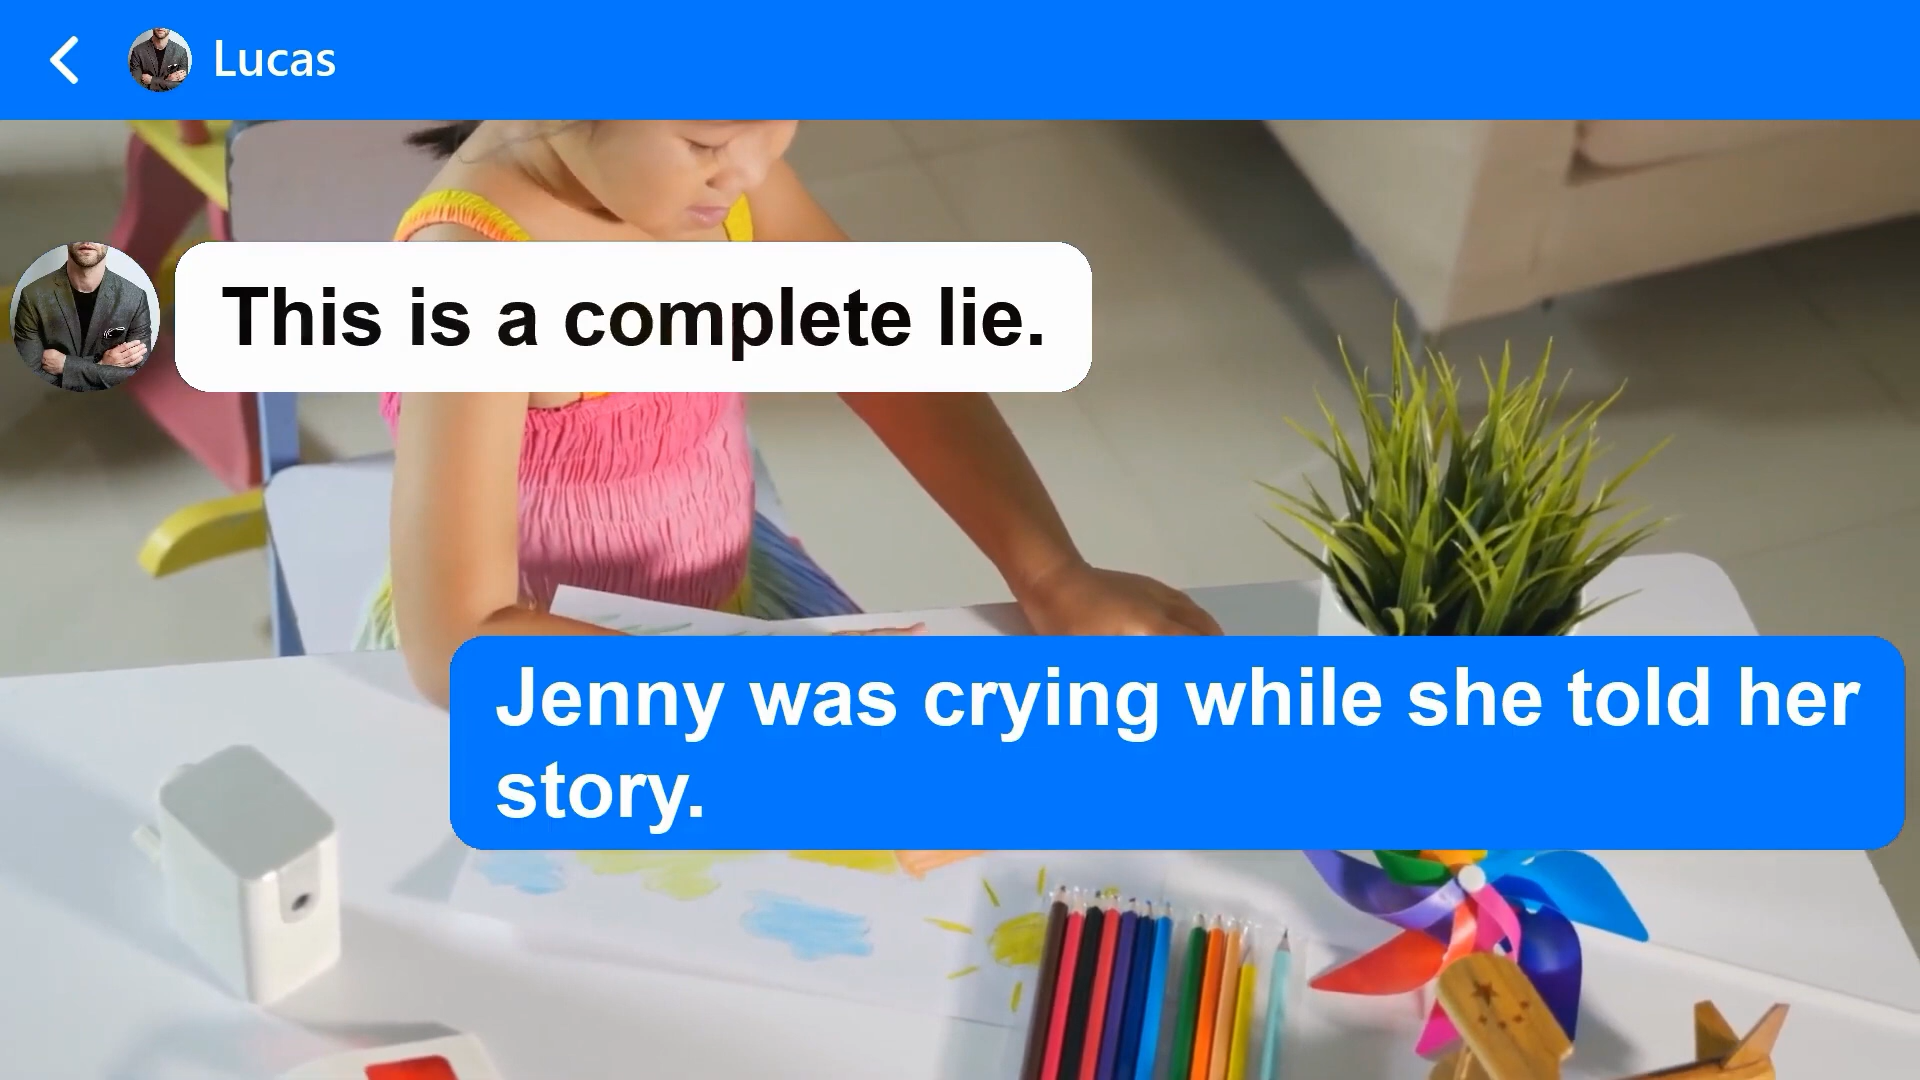 Lucas
This is a complete lie.
Jenny was crying while she told her
story.